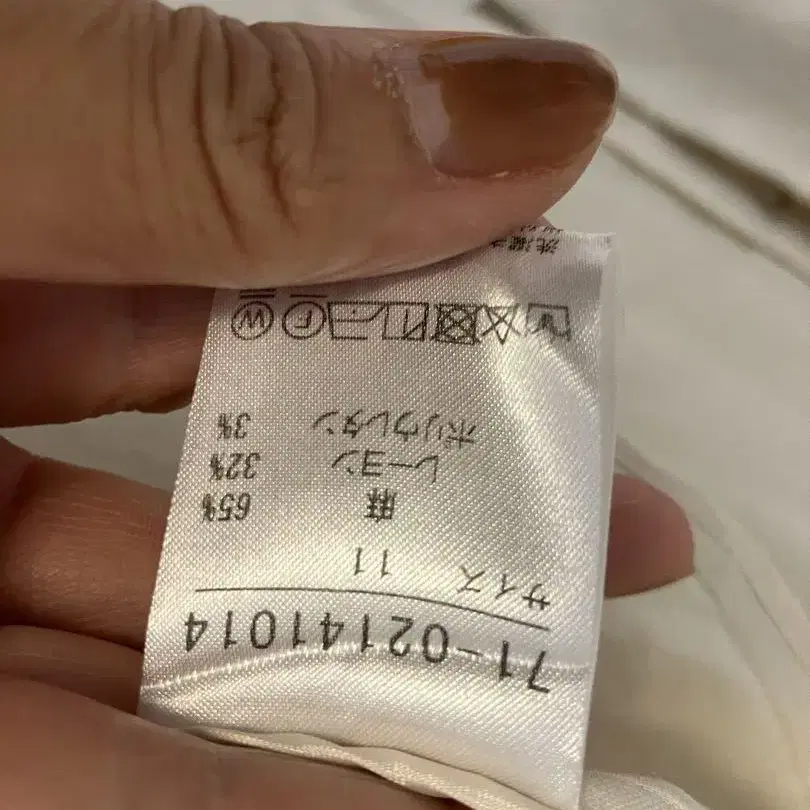 71-02141014
サイズ 11
麻 65%
レーヨン 32%
ポリウレタン 3%
F W